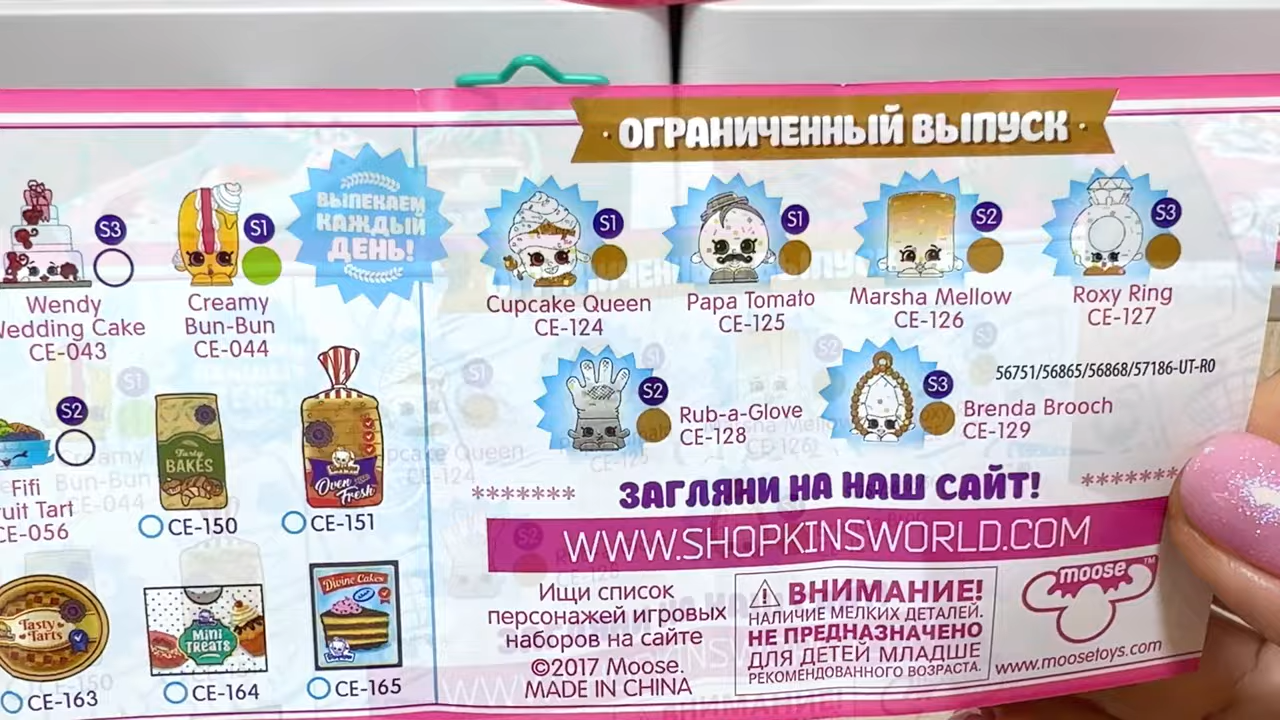 ОГРАНИЧЕННЫЙ ВЫПУСК
S3
Wendy
Wedding Cake
CE-043
S1
Creamy
Bun-Bun
CE-044
ВЫПЕКАЕМ
КАЖДЫЙ
ДЕНЬ!
S1
Cupcake Queen
CE-124
S1
Papa Tomato
CE-125
S2
Marsha Mellow
CE-126
S3
Roxy Ring
CE-127
S2
Rub-a-Glove
CE-128
S3
Brenda Brooch
CE-129
56751/56865/56868/57186-UT-R0
S2
Fifi
Fruit Tart
CE-056
Tasty
BAKES
CE-150
Oven
Fresh
CE-151
Tasty
Tarts
CE-163
MINI
TREATS
CE-164
Divine Cakes
CE-165
******* ЗАГЛЯНИ НА НАШ САЙТ! *******
WWW.SHOPKINSWORLD.COM
Ищи список
персонажей игровых
наборов на сайте
©2017 Moose.
MADE IN CHINA
ВНИМАНИЕ!
НАЛИЧИЕ МЕЛКИХ ДЕТАЛЕЙ.
НЕ ПРЕДНАЗНАЧЕНО
ДЛЯ ДЕТЕЙ МЛАДШЕ
РЕКОМЕНДОВАННОГО ВОЗРАСТА.
moose™
www.moosetoys.com